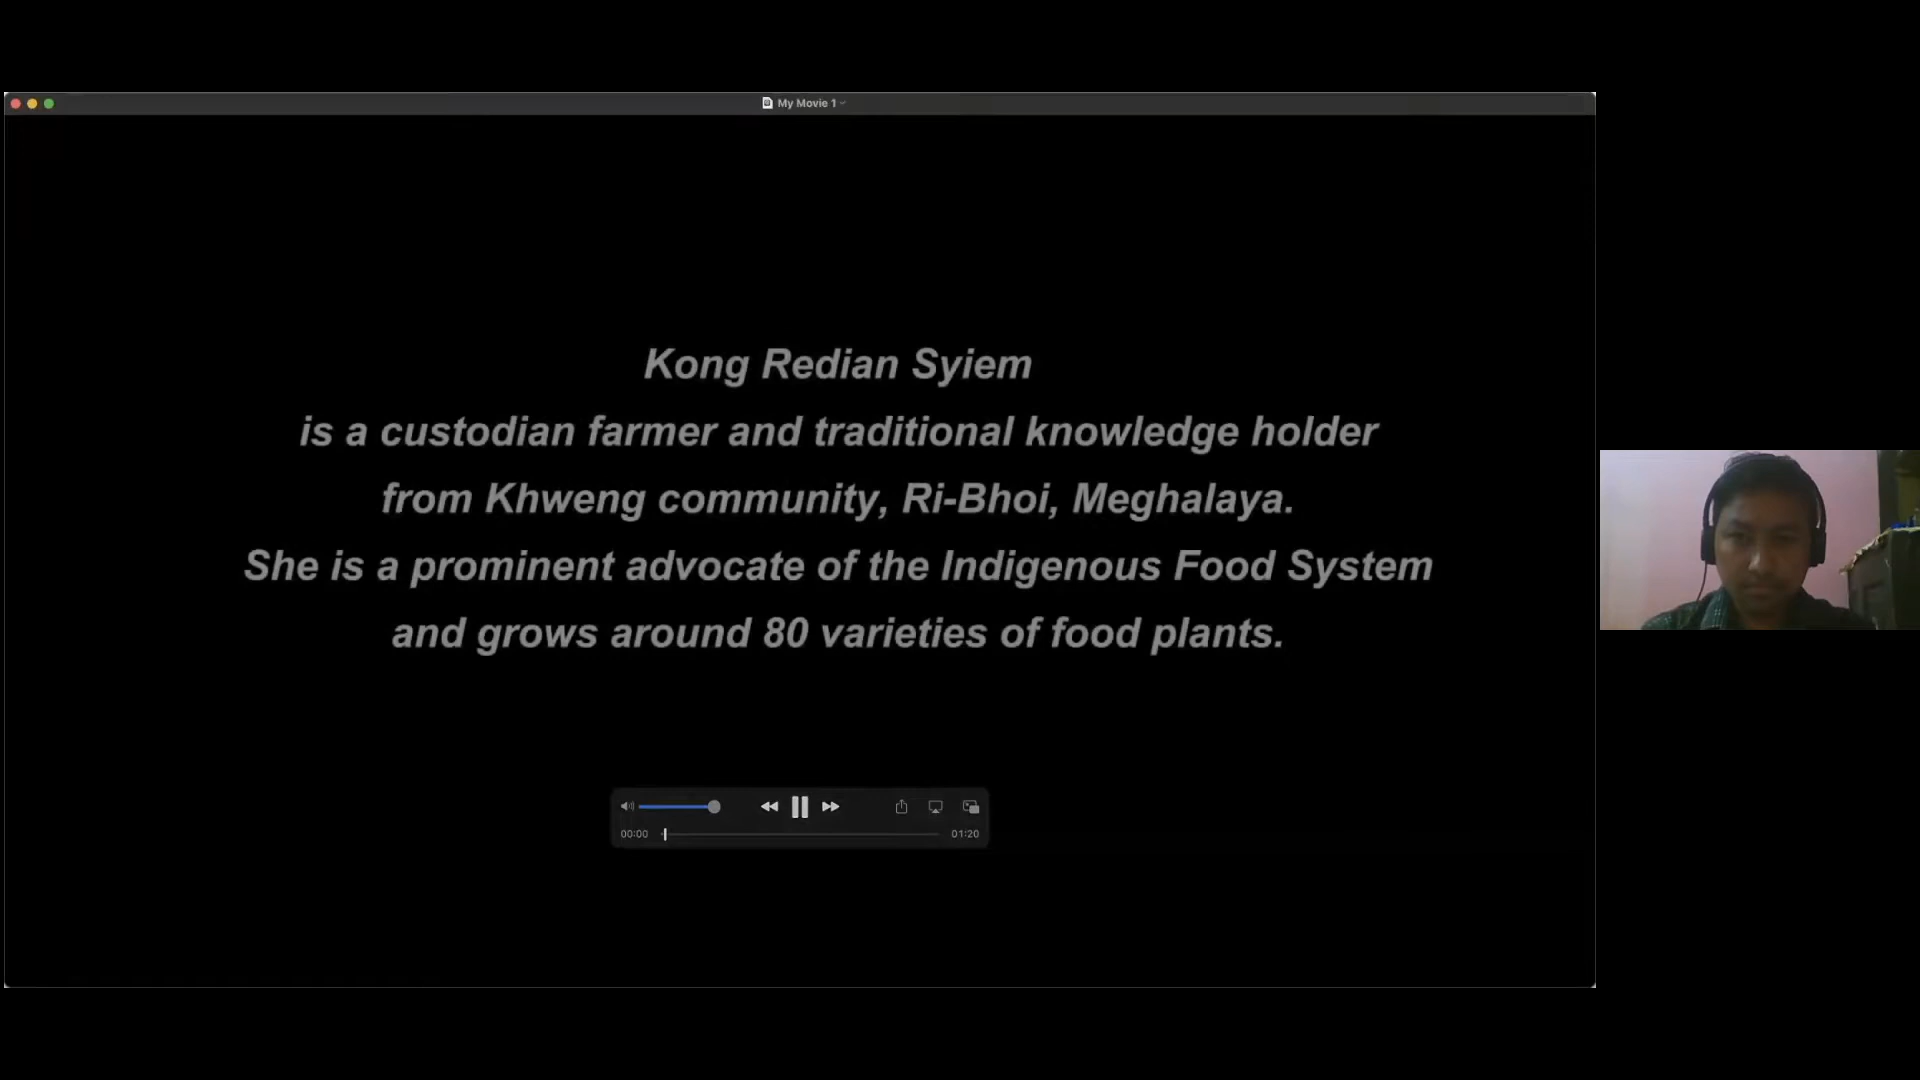 My Movie 1
Kong Redian Syiem
is a custodian farmer and traditional knowledge holder
from Khweng community, Ri-Bhoi, Meghalaya.
She is a prominent advocate of the Indigenous Food System
and grows around 80 varieties of food plants.
00:00
01:20